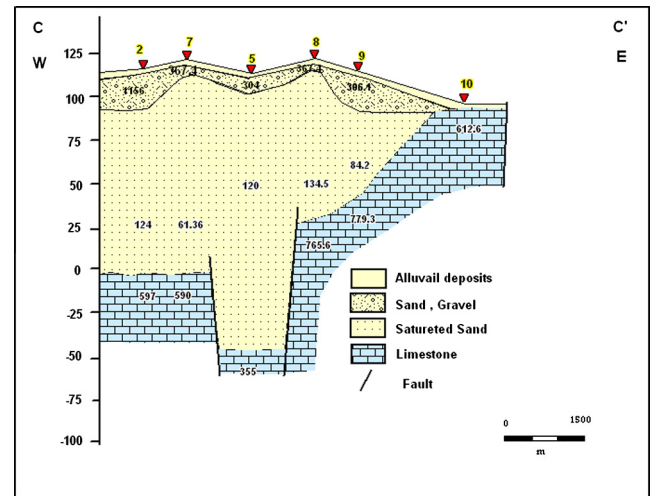 C C'
W E
2 7 5 8 9 10
125
100
75
50
25
0
-25
-50
-75
-100
1156 367.4 304 367.4 306.4 612.6
84.2
120 134.5
124 61.36 779.3
765.6
597 590
355
Alluvail deposits
Sand , Gravel
Satureted Sand
Limestone
Fault
0 1500
m